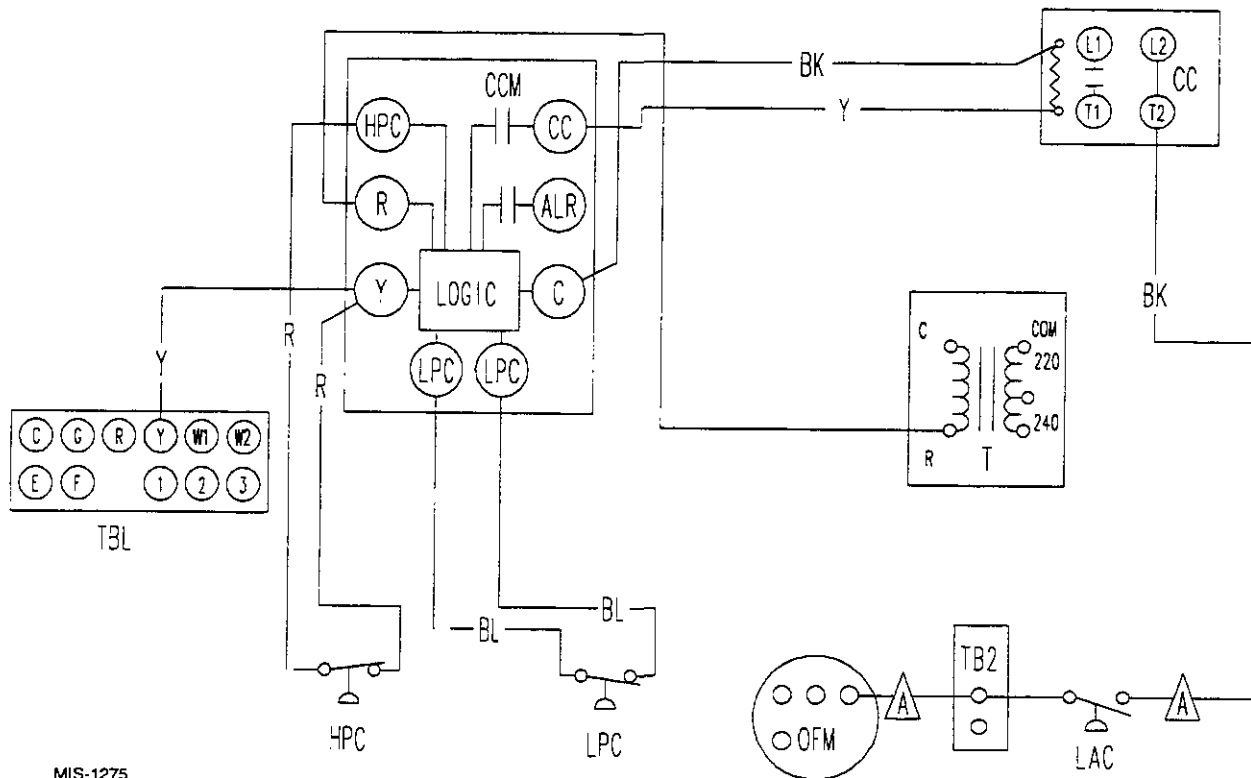 L1 L2
BK
CCM
CC
HPC CC
Y
T1 T2
R ALR
Y LOGIC C
BK
C COM
220
R
Y
R
LPC LPC
240
C G R Y W1 W2
R T
E F 1 2 3
TBL
BL
BL
TB2
A A
HPC LPC OFM LAC
MIS-1275